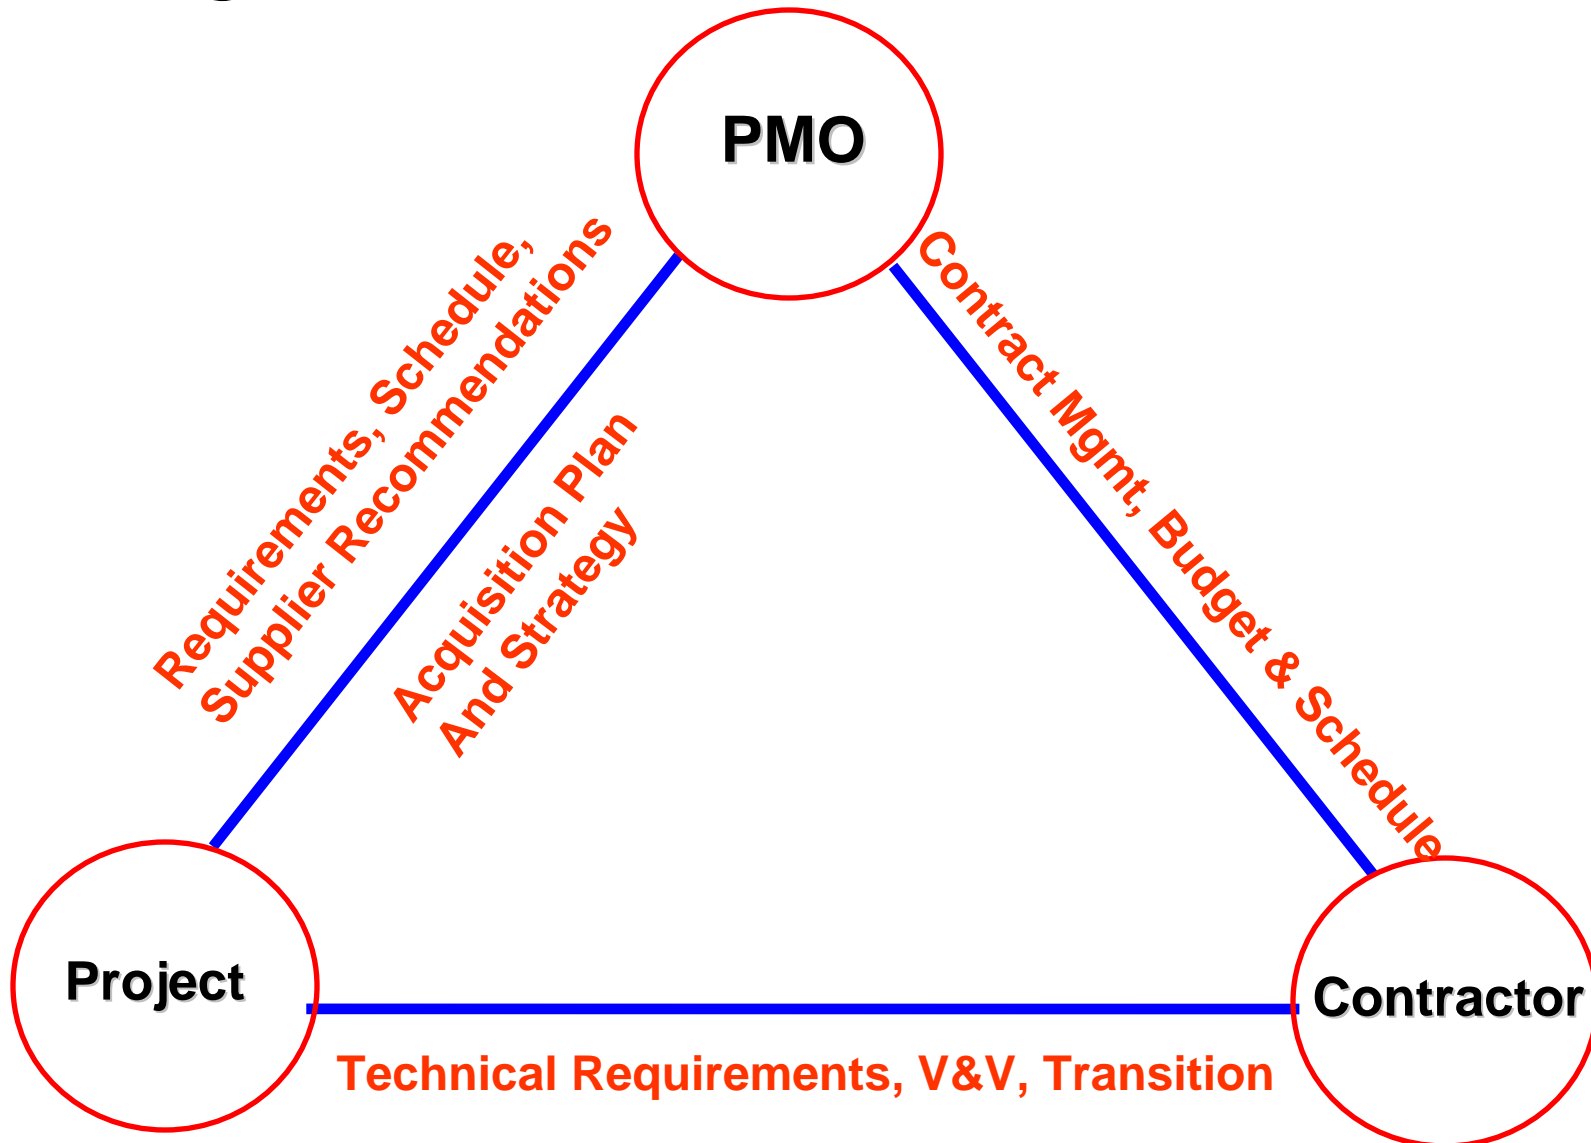 PMO
Requirements, Schedule,
Supplier Recommendations
Acquisition Plan
And Strategy
Contract Mgmt, Budget & Schedule
Project
Contractor
Technical Requirements, V&V, Transition